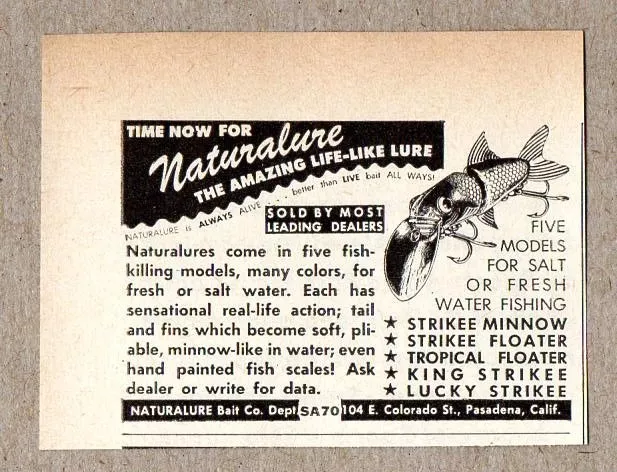 TIME NOW FOR
Naturalure
THE AMAZING LIFE-LIKE LURE
NATURALURE is ALWAYS ALIVE . . . better than LIVE bait ALL WAYS!
SOLD BY MOST
LEADING DEALERS
Naturalures come in five fish-
killing models, many colors, for
fresh or salt water. Each has
sensational real-life action; tail
and fins which become soft, pli-
able, minnow-like in water; even
hand painted fish scales! Ask
dealer or write for data.
FIVE
MODELS
FOR SALT
OR FRESH
WATER FISHING
★ STRIKEE MINNOW
★ STRIKEE FLOATER
★ TROPICAL FLOATER
★ KING STRIKEE
★ LUCKY STRIKEE
NATURALURE Bait Co. Dept. SA70 104 E. Colorado St., Pasadena, Calif.